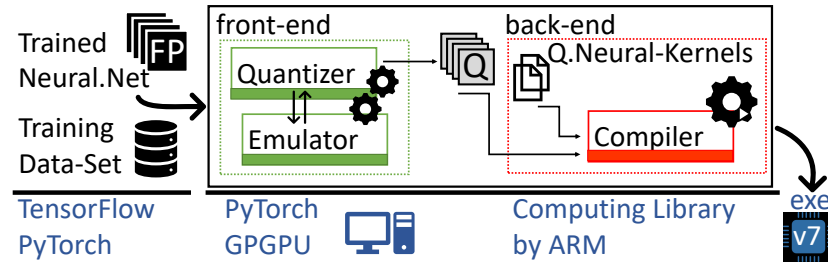 Trained
Neural.Net
FP
Training
Data-Set
front-end
Quantizer
Emulator
Q
back-end
Q.Neural-Kernels
Compiler
TensorFlow
PyTorch
PyTorch
GPGPU
Computing Library
by ARM
exe
v7